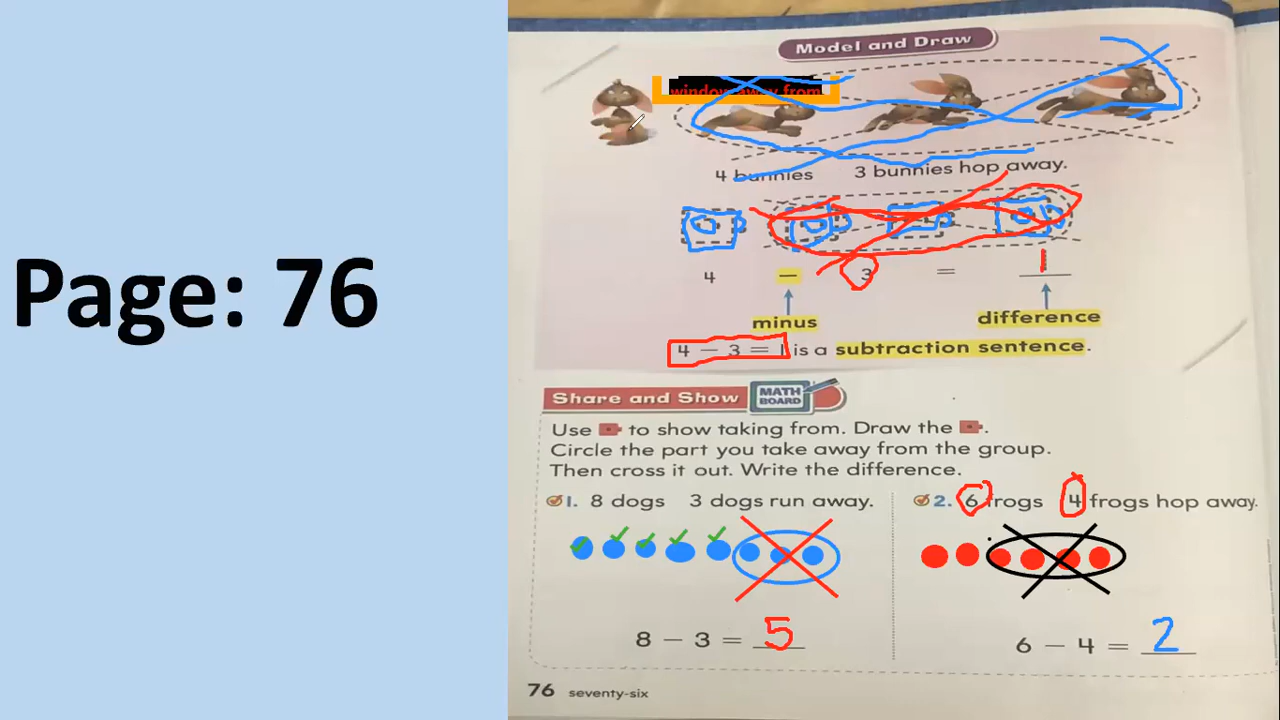 Page: 76
Model and Draw
window away from
4 bunnies 3 bunnies hop away.
4 – 3 = 1
minus
difference
4 – 3 = 1 is a subtraction sentence.
Share and Show MATH BOARD
Use to show taking from. Draw the .
Circle the part you take away from the group.
Then cross it out. Write the difference.
1. 8 dogs 3 dogs run away.
8 – 3 = 5
2. 6 frogs 4 frogs hop away.
6 – 4 = 2
76 seventy-six